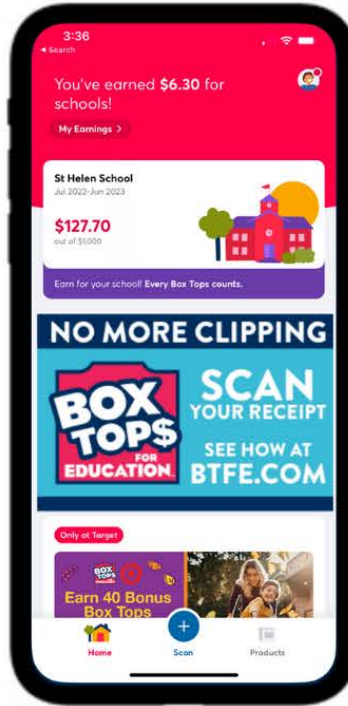 3:36
◀ Search
You've earned $6.30 for
schools!
My Earnings >
St Helen School
Jul 2022-Jun 2023
$127.70
out of $1,000
Earn for your school! Every Box Tops counts.
NO MORE CLIPPING
BOX
TOP$
FOR
EDUCATION
SCAN
YOUR RECEIPT
SEE HOW AT
BTFE.COM
Only at Target
BOX
TOP$
Earn 40 Bonus
Box Tops
Home
Scan
Products